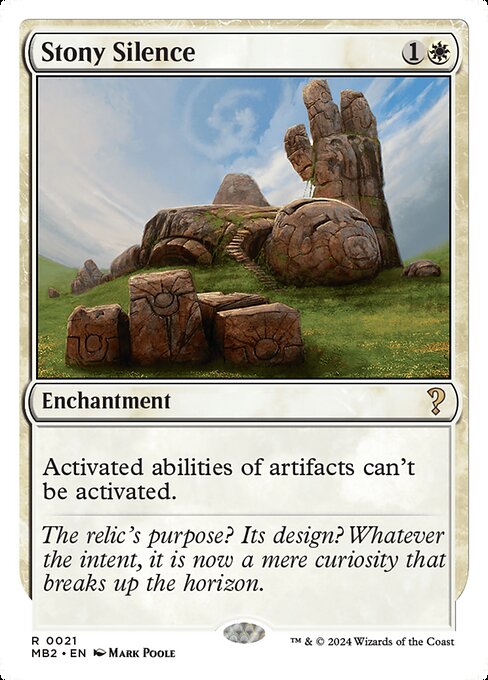 Stony Silence 1
Enchantment
Activated abilities of artifacts can't
be activated.
The relic's purpose? Its design? Whatever
the intent, it is now a mere curiosity that
breaks up the horizon.
R 0021
MB2 • EN Mark Poole
™ & © 2024 Wizards of the Coast